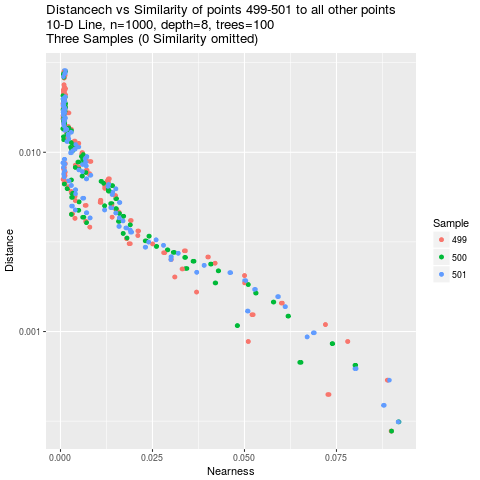 Distancech vs Similarity of points 499-501 to all other points
10-D Line, n=1000, depth=8, trees=100
Three Samples (0 Similarity omitted)
0.010
0.001
Distance
0.000
0.025
0.050
0.075
Nearness
Sample
499
500
501